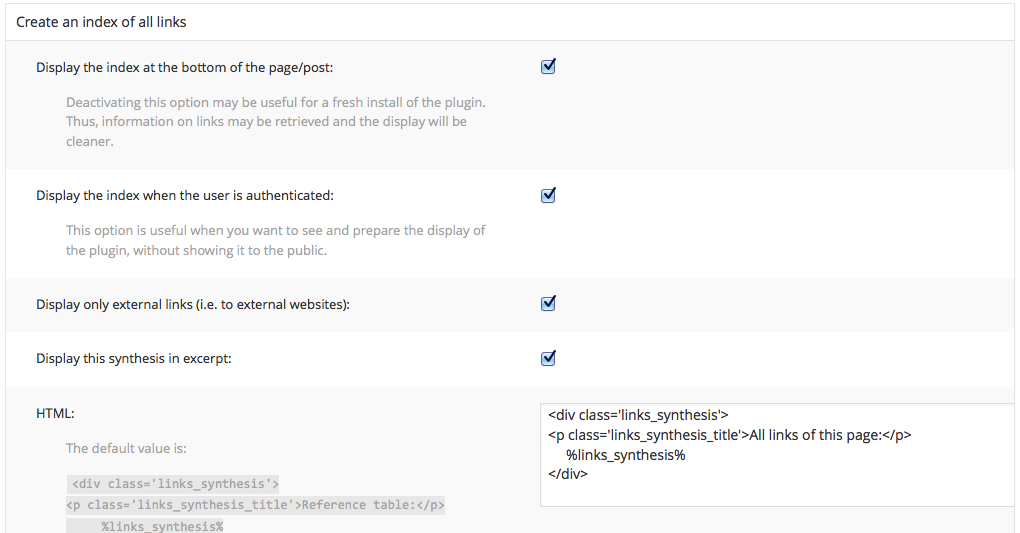 Create an index of all links
Display the index at the bottom of the page/post:
Deactivating this option may be useful for a fresh install of the plugin.
Thus, information on links may be retrieved and the display will be
cleaner.
Display the index when the user is authenticated:
This option is useful when you want to see and prepare the display of
the plugin, without showing it to the public.
Display only external links (i.e. to external websites):
Display this synthesis in excerpt:
HTML:
The default value is:
<div class='links_synthesis'>
<p class='links_synthesis_title'>Reference table:</p>
%links_synthesis%
<div class='links_synthesis'>
<p class='links_synthesis_title'>All links of this page:</p>
%links_synthesis%
</div>